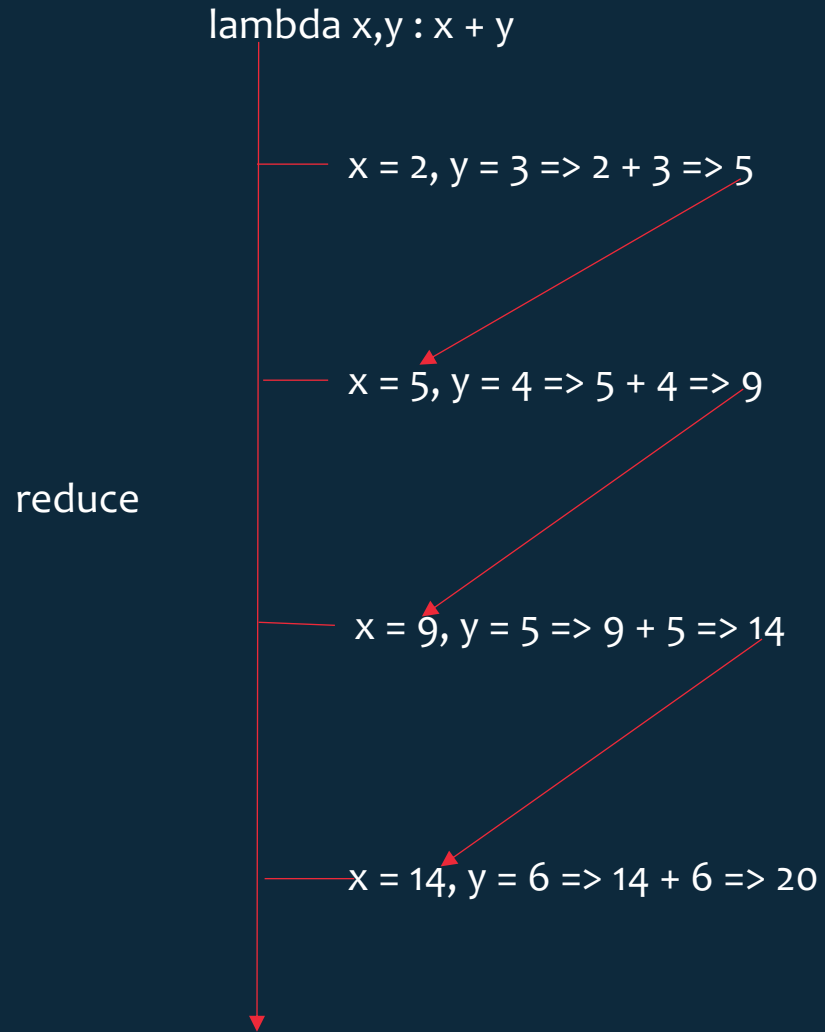 lambda x,y : x + y
x = 2, y = 3 => 2 + 3 => 5
x = 5, y = 4 => 5 + 4 => 9
reduce
x = 9, y = 5 => 9 + 5 => 14
x = 14, y = 6 => 14 + 6 => 20